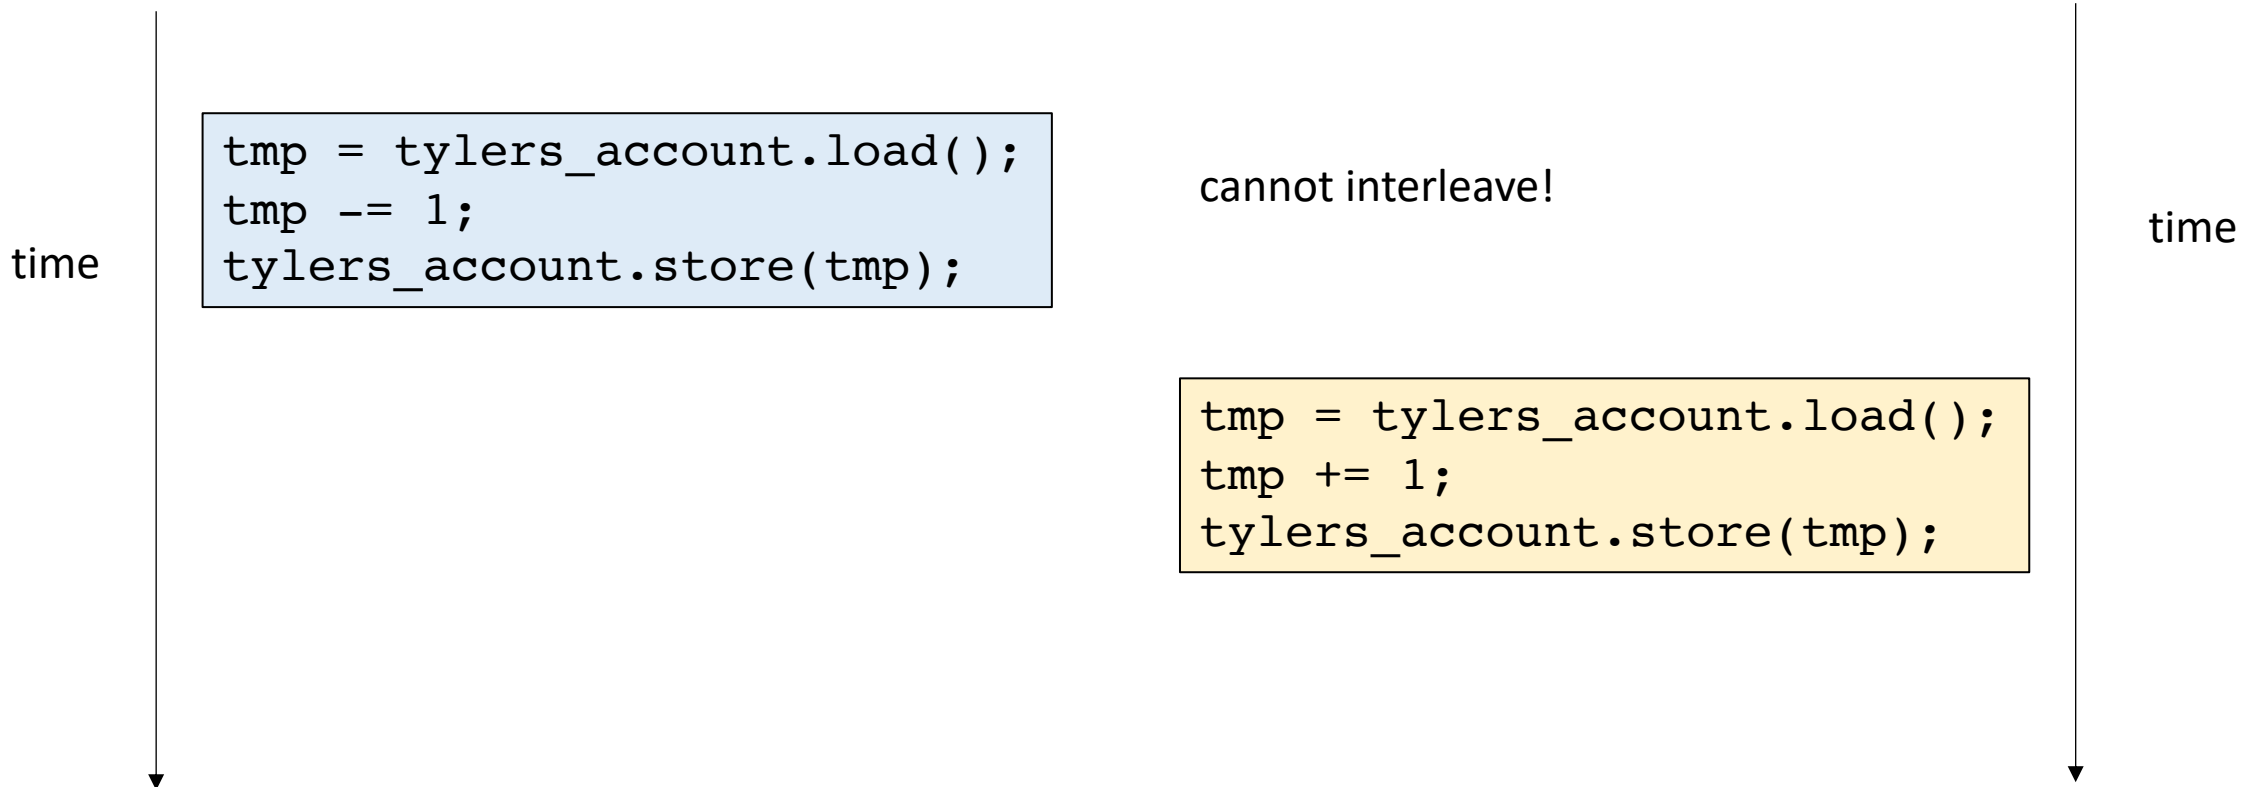 time
tmp = tylers_account.load();
tmp -= 1;
tylers_account.store(tmp);
cannot interleave!
time
tmp = tylers_account.load();
tmp += 1;
tylers_account.store(tmp);